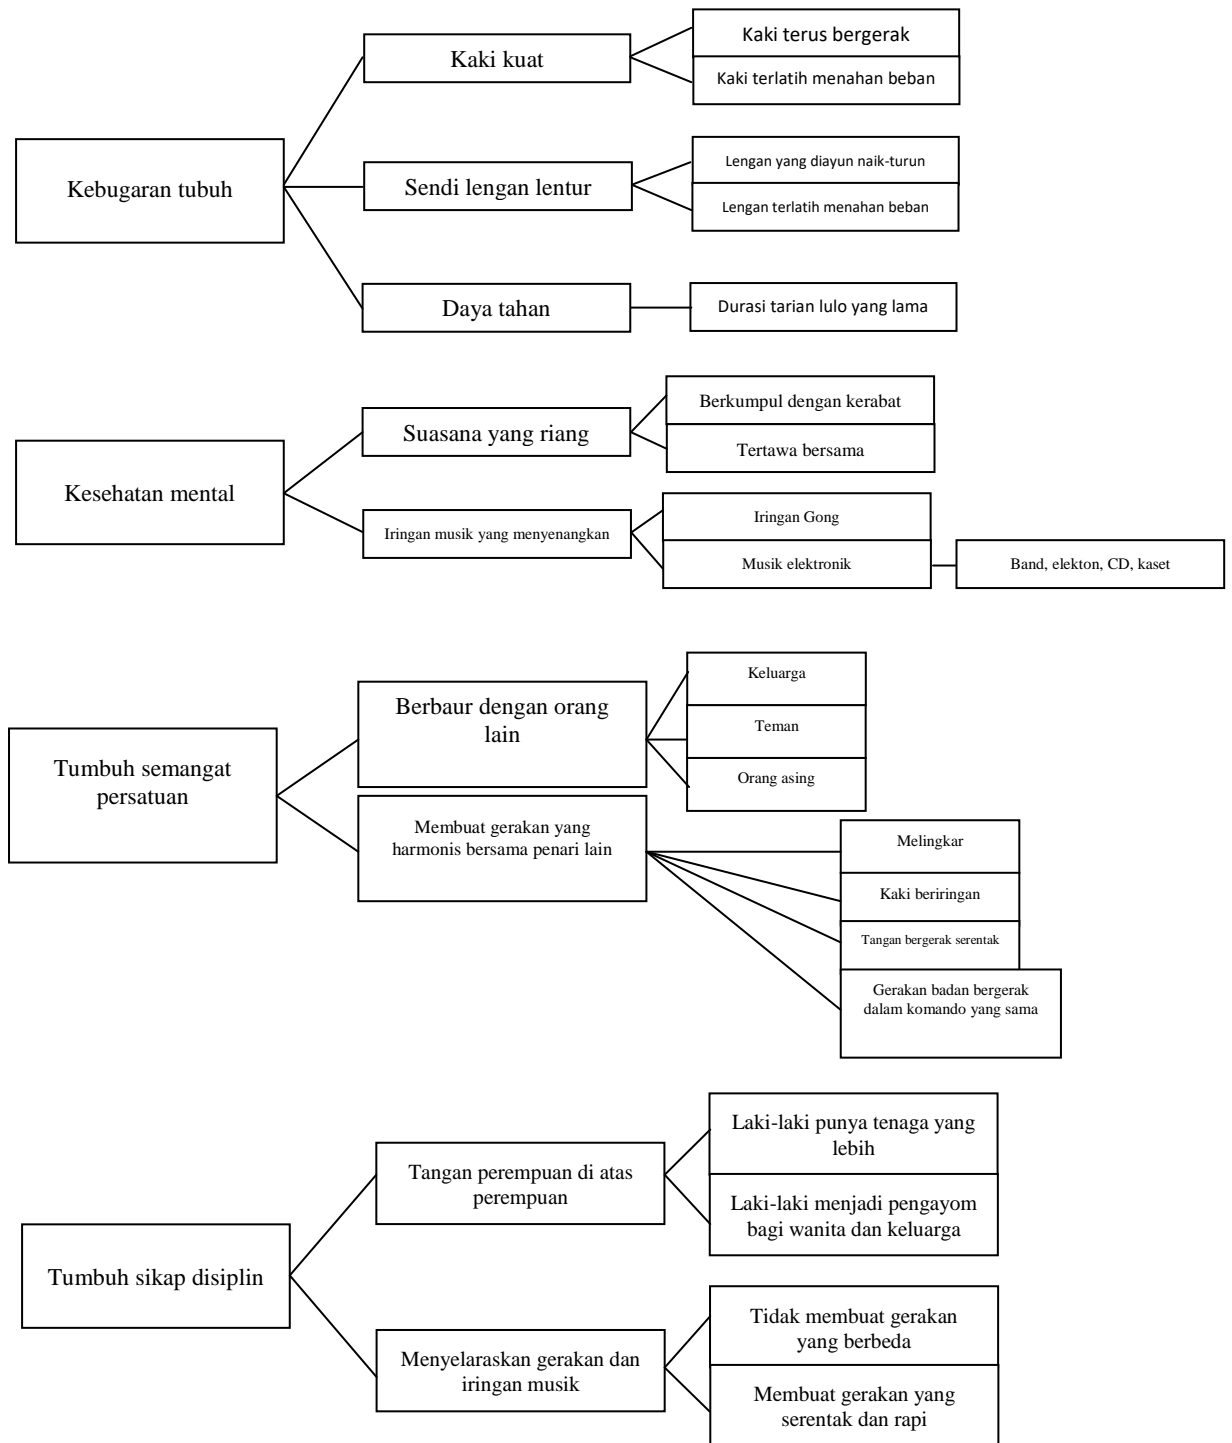 Kebugaran tubuh
Kaki kuat
Kaki terus bergerak
Kaki terlatih menahan beban
Sendi lengan lentur
Lengan yang diayun naik-turun
Lengan terlatih menahan beban
Daya tahan
Durasi tarian lulo yang lama
Kesehatan mental
Suasana yang riang
Berkumpul dengan kerabat
Tertawa bersama
Iringan musik yang menyenangkan
Iringan Gong
Musik elektronik
Band, elekton, CD, kaset
Tumbuh semangat
persatuan
Berbaur dengan orang
lain
Keluarga
Teman
Orang asing
Membuat gerakan yang
harmonis bersama penari lain
Melingkar
Kaki beriringan
Tangan bergerak serentak
Gerakan badan bergerak
dalam komando yang sama
Tumbuh sikap disiplin
Tangan perempuan di atas
perempuan
Laki-laki punya tenaga yang
lebih
Laki-laki menjadi pengayom
bagi wanita dan keluarga
Menyelaraskan gerakan dan
iringan musik
Tidak membuat gerakan
yang berbeda
Membuat gerakan yang
serentak dan rapi